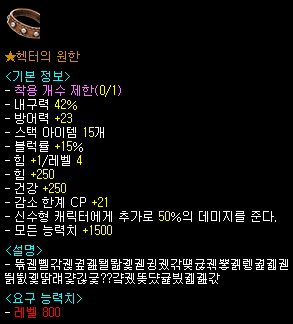 ★헥터의 원한
<기본 정보>
- 착용 개수 제한(0/1)
- 내구력 42%
- 방어력 +23
- 스택 아이템 15개
- 블럭률 +15%
- 힘 +1/레벨 4
- 힘 +250
- 건강 +250
- 감소 한계 CP +21
- 신수형 캐릭터에게 추가로 50%의 데미지를 준다.
- 모든 능력치 +1500
<설명>
-
<요구 능력치>
- 레벨 800